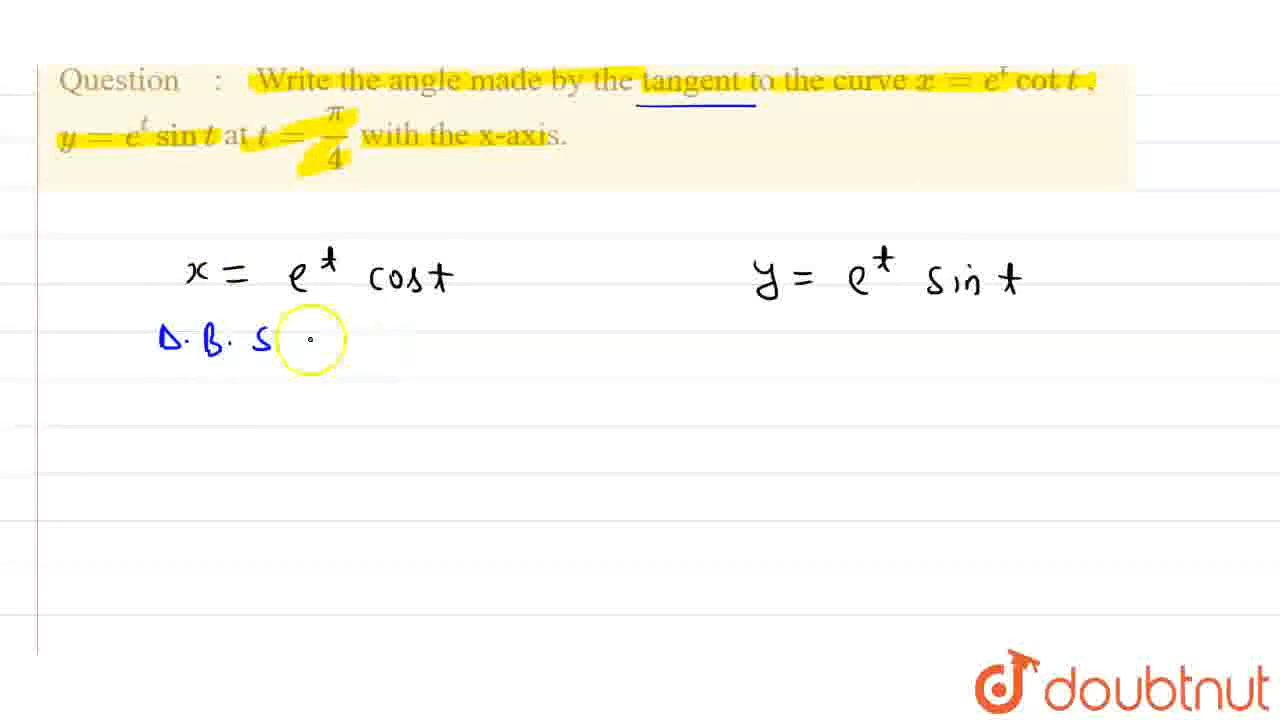 Question : Write the angle made by the tangent to the curve x = e^t cot t ,
y = e^t sin t at t = π/4 with the x-axis.
x = e^t cost y = e^t sin t
D. B. S
doubtnut